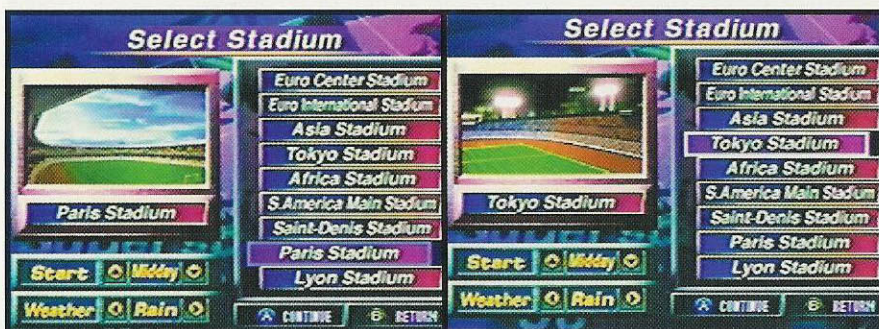 Select Stadium
Euro Center Stadium
Euro International Stadium
Asia Stadium
Tokyo Stadium
Africa Stadium
S.America Main Stadium
Saint-Denis Stadium
Paris Stadium
Lyon Stadium
Paris Stadium
Start Midday
Weather Rain
A CONTINUE B RETURN
Select Stadium
Euro Center Stadium
Euro International Stadium
Asia Stadium
Tokyo Stadium
Africa Stadium
S.America Main Stadium
Saint-Denis Stadium
Paris Stadium
Lyon Stadium
Tokyo Stadium
Start Midday
Weather Rain
A CONTINUE B RETURN